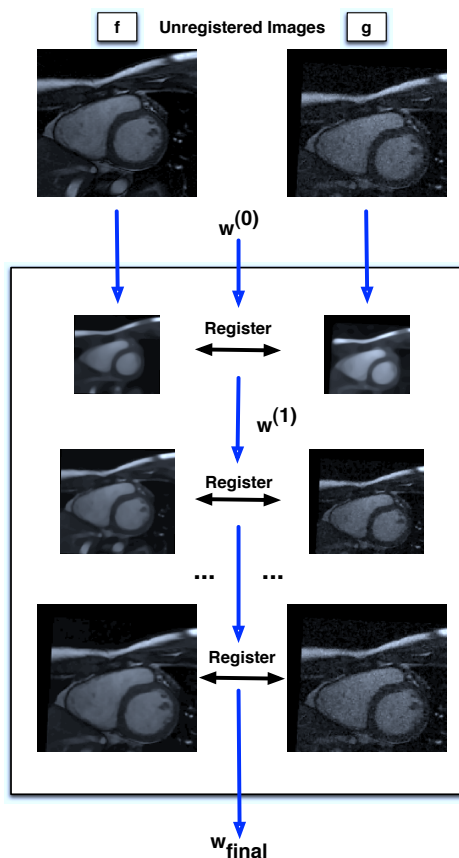 f Unregistered Images g
w(0)
Register
w(1)
Register
... ...
Register
wfinal